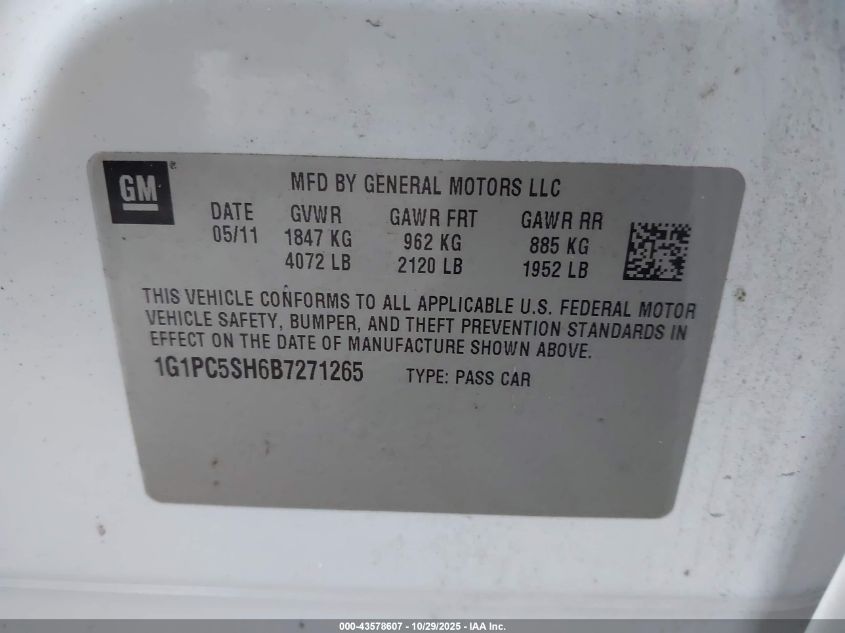 GM
MFD BY GENERAL MOTORS LLC
DATE GVWR GAWR FRT GAWR RR
05/11 1847 KG 962 KG 885 KG
4072 LB 2120 LB 1952 LB
THIS VEHICLE CONFORMS TO ALL APPLICABLE U.S. FEDERAL MOTOR
VEHICLE SAFETY, BUMPER, AND THEFT PREVENTION STANDARDS IN
EFFECT ON THE DATE OF MANUFACTURE SHOWN ABOVE.
1G1PC5SH6B7271265 TYPE: PASS CAR
000-43578607 - 10/29/2025 - IAA Inc.